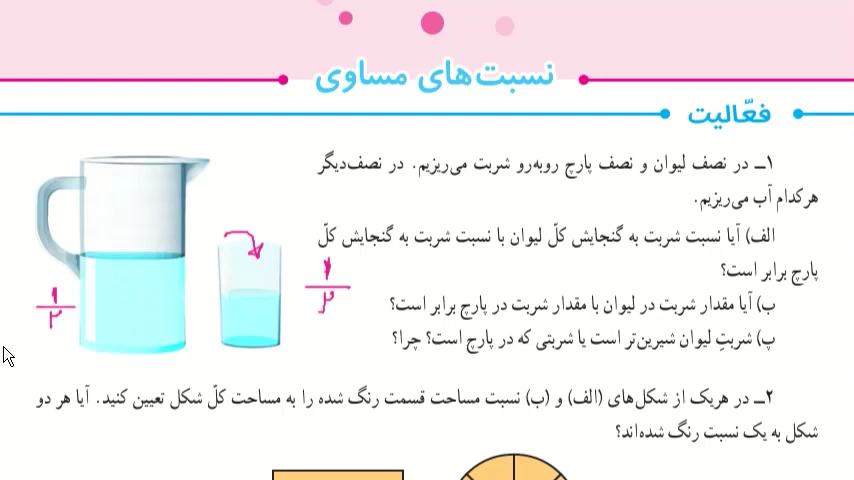 نسبت‌های مساوی
فعّالیت
۱ــ در نصف لیوان و نصف پارچ روبه‌رو شربت می‌ریزیم. در نصف‌دیگر
هرکدام آب می‌ریزیم.
الف) آیا نسبت شربت به گنجایش کلّ لیوان با نسبت شربت به گنجایش کلّ
پارچ برابر است؟
ب) آیا مقدار شربت در لیوان با مقدار شربت در پارچ برابر است؟
پ) شربتِ لیوان شیرین‌تر است یا شربتی که در پارچ است؟ چرا؟
۱
۲
۱
۲
۲ــ در هریک از شکل‌های (الف) و (ب) نسبت مساحت قسمت رنگ شده را به مساحت کلّ شکل تعیین کنید. آیا هر دو
شکل به یک نسبت رنگ شده‌اند؟